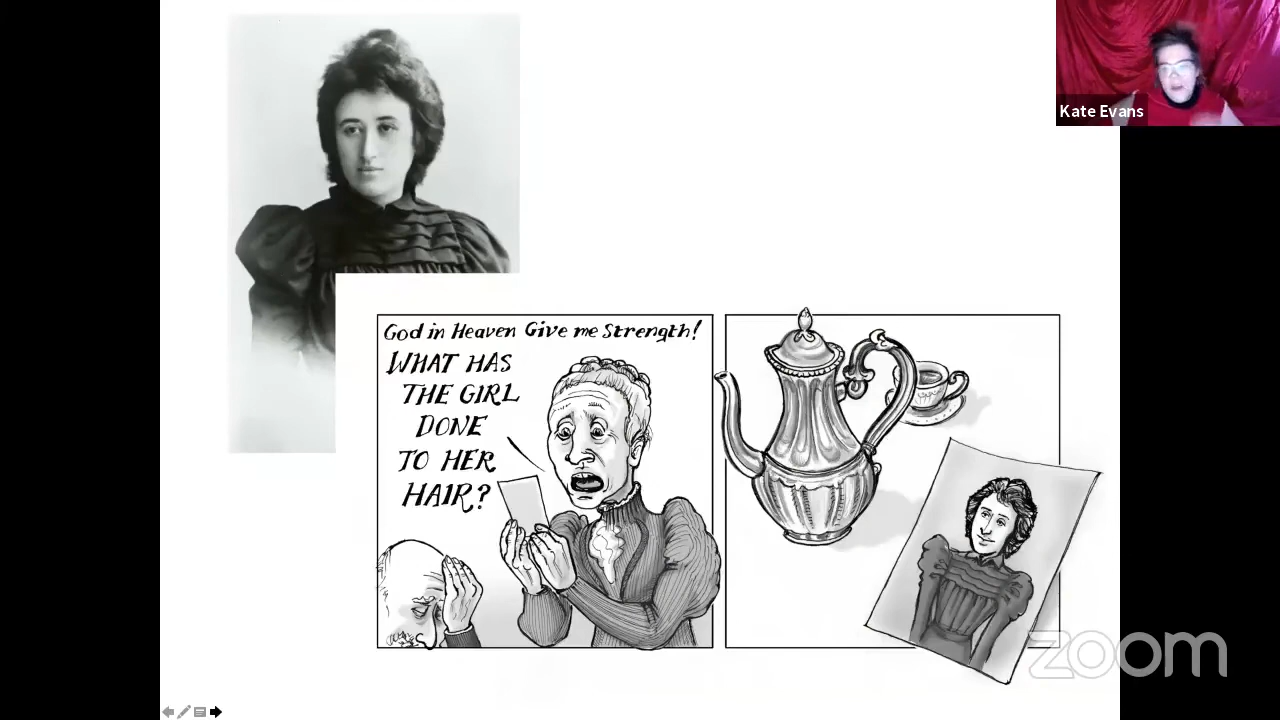 Kate Evans
God in Heaven Give me Strength!
WHAT HAS
THE GIRL
DONE
TO HER
HAIR?
zoom